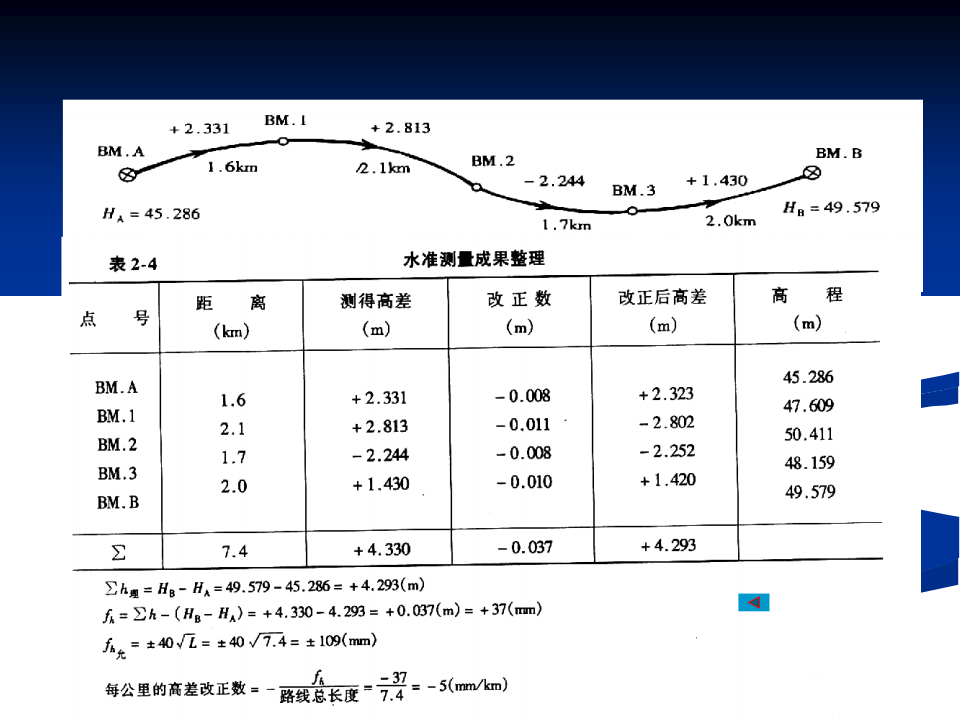 BM.A
+2.331
BM.1
+2.813
1.6km
2.1km
BM.2
-2.244
BM.3
+1.430
BM.B
1.7km
2.0km
H_A = 45.286
H_B = 49.579
表 2-4 水准测量成果整理
点 号 距 离 (km) 测得高差 (m) 改正数 (m) 改正后高差 (m) 高 程 (m)
BM.A 45.286
1.6 +2.331 -0.008 +2.323
BM.1 47.609
2.1 +2.813 -0.011 -2.802
BM.2 50.411
1.7 -2.244 -0.008 -2.252
BM.3 48.159
2.0 +1.430 -0.010 +1.420
BM.B 49.579
∑ 7.4 +4.330 -0.037 +4.293
∑h理 = H_B - H_A = 49.579 - 45.286 = +4.293(m)
f_h = ∑h - (H_B - H_A) = +4.330 - 4.293 = +0.037(m) = +37(mm)
f_h允 = ±40√L = ±40√7.4 = ±109(mm)
每公里的高差改正数 = - f_h / 路线总长度 = -37 / 7.4 = -5(mm/km)